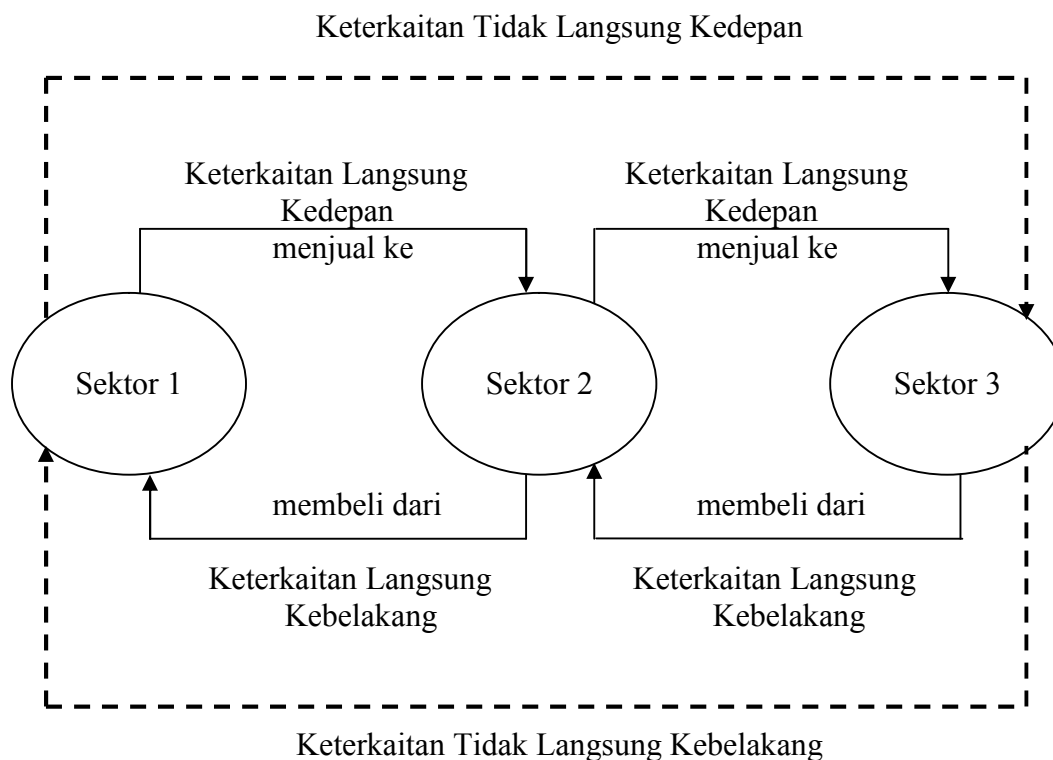 Keterkaitan Tidak Langsung Kedepan
Keterkaitan Langsung
Kedepan
menjual ke
Keterkaitan Langsung
Kedepan
menjual ke
Sektor 1
Sektor 2
Sektor 3
membeli dari
membeli dari
Keterkaitan Langsung
Kebelakang
Keterkaitan Langsung
Kebelakang
Keterkaitan Tidak Langsung Kebelakang